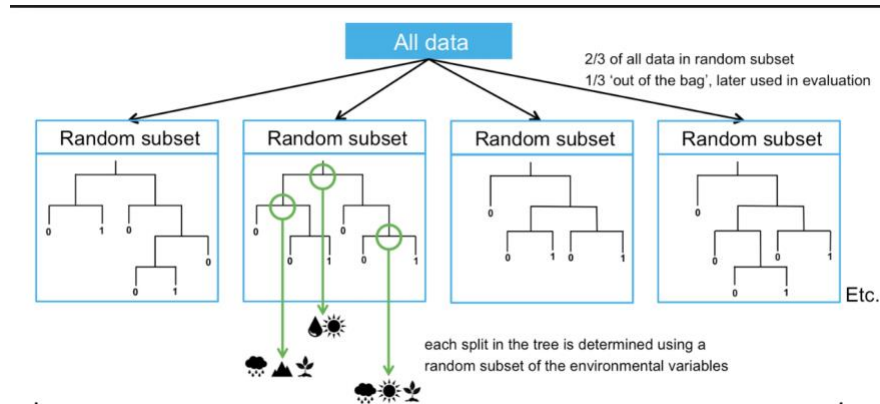 All data
2/3 of all data in random subset
1/3 ‘out of the bag’, later used in evaluation
Random subset
Random subset
Random subset
Random subset
0 1 0 0 0 1
0 0 1 0 0 1
0 0 1 0 1
0 0 0 1 0 1
Etc.
each split in the tree is determined using a
random subset of the environmental variables